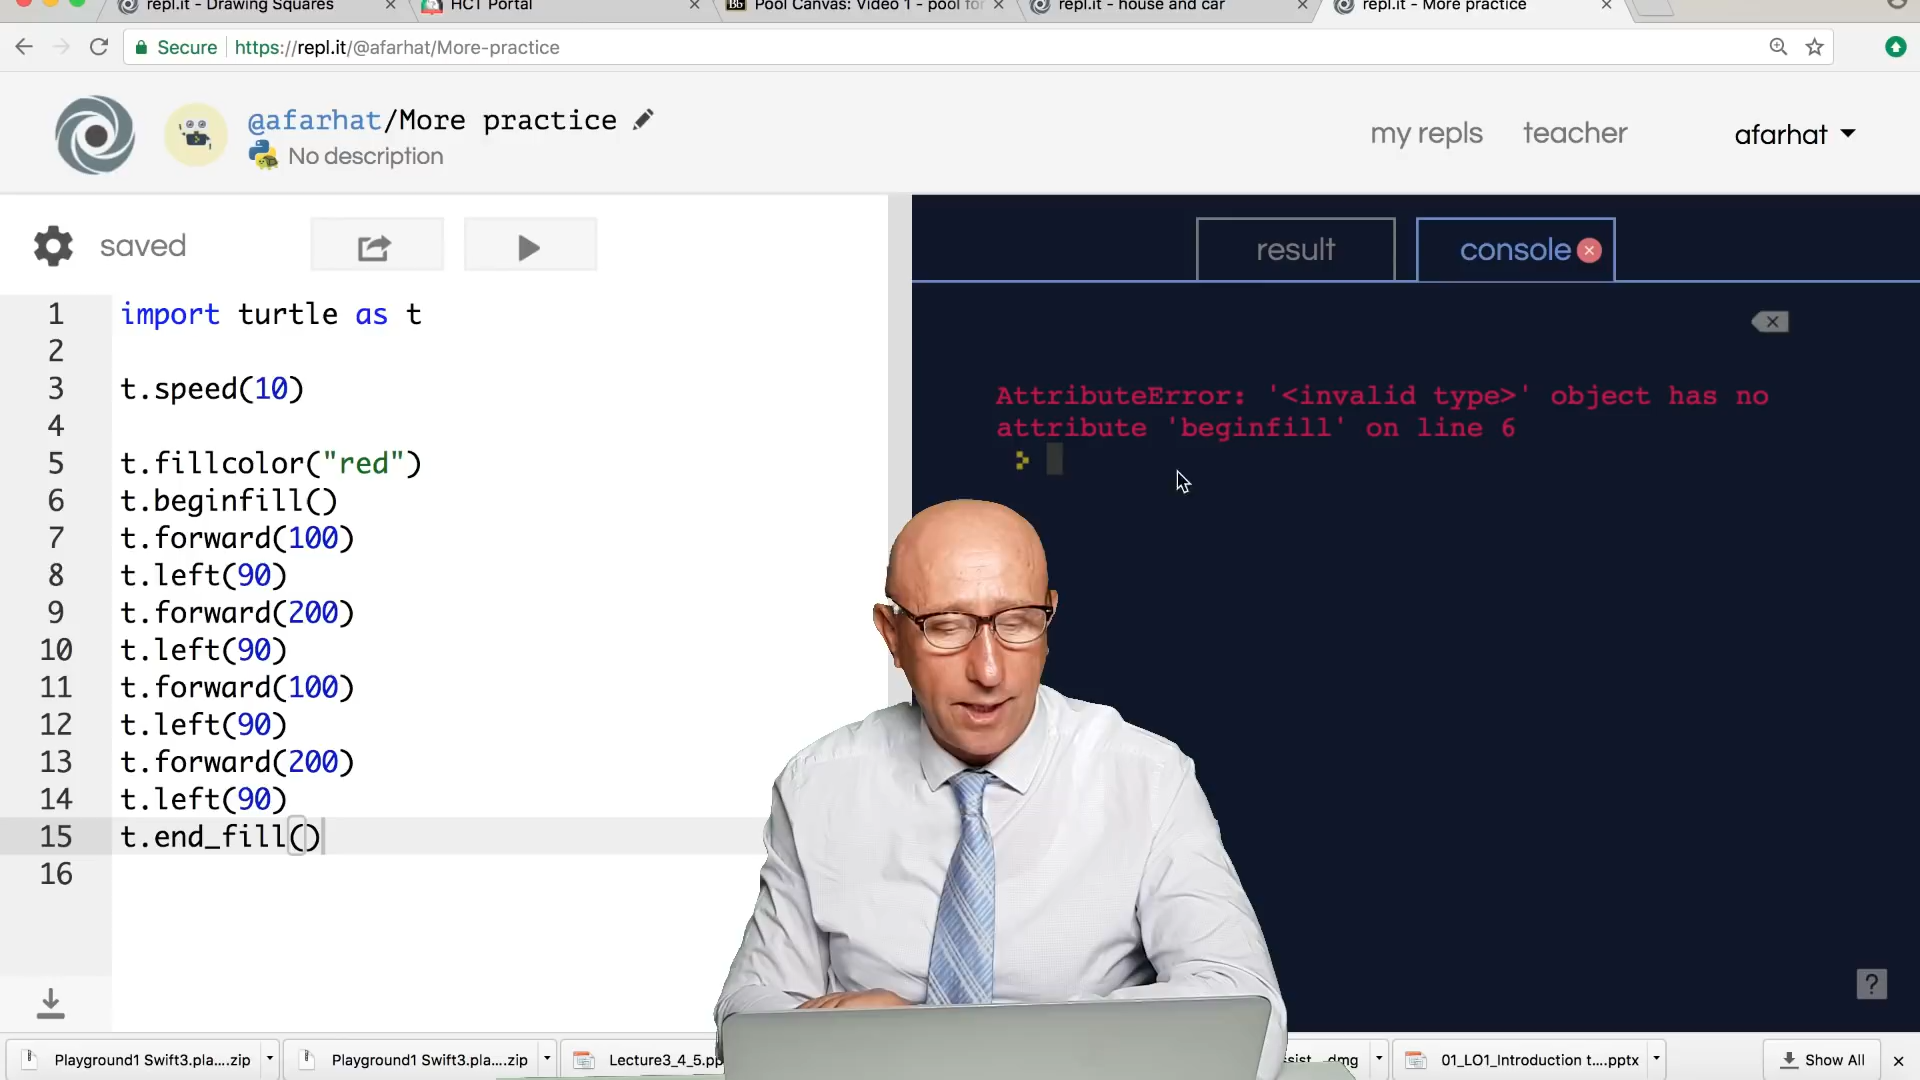 repl.it - Drawing Squares
HCT Portal
Pool Canvas: Video 1 - pool for
repl.it - house and car
repl.it - More practice
Secure
https://repl.it/@afarhat/More-practice
@afarhat/More practice
No description
my repls
teacher
afarhat
saved
result
console
1 import turtle as t
2
3 t.speed(10)
4
5 t.fillcolor("red")
6 t.beginfill()
7 t.forward(100)
8 t.left(90)
9 t.forward(200)
10 t.left(90)
11 t.forward(100)
12 t.left(90)
13 t.forward(200)
14 t.left(90)
15 t.end_fill()
16
AttributeError: '<invalid type>' object has no
attribute 'beginfill' on line 6
>
?
Playground1 Swift3.pla....zip
Playground1 Swift3.pla....zip
Lecture3_4_5.pp
sist_.dmg
01_LO1_Introduction t....pptx
Show All